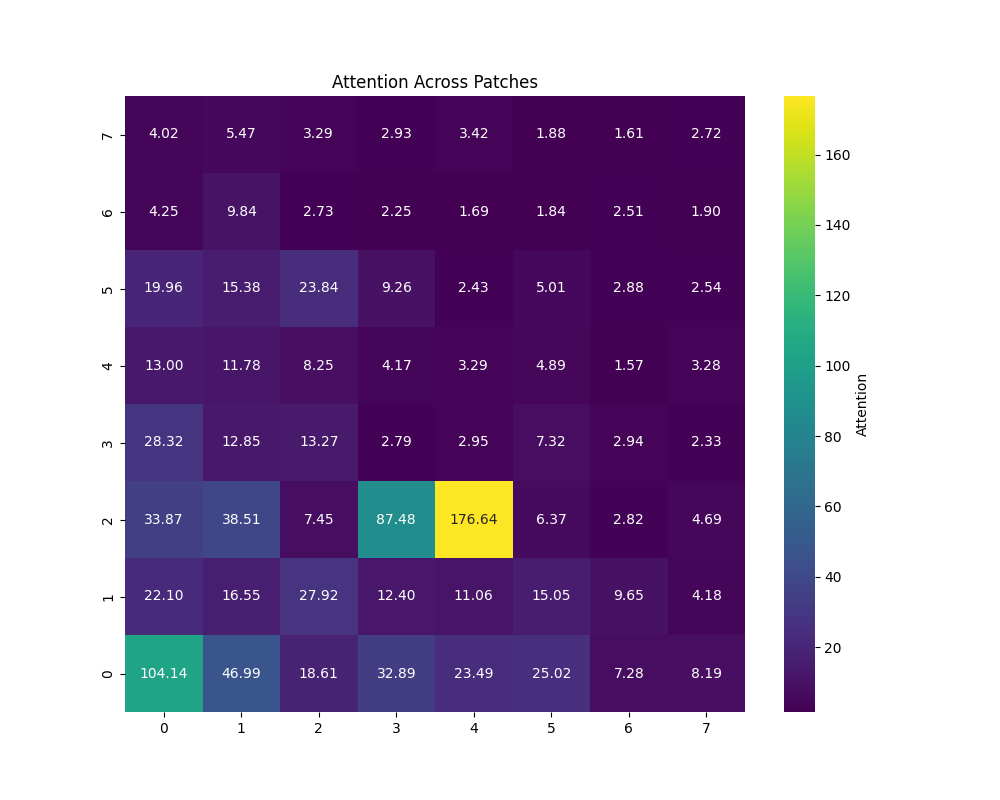 Attention Across Patches
7 4.02 5.47 3.29 2.93 3.42 1.88 1.61 2.72
6 4.25 9.84 2.73 2.25 1.69 1.84 2.51 1.90
5 19.96 15.38 23.84 9.26 2.43 5.01 2.88 2.54
4 13.00 11.78 8.25 4.17 3.29 4.89 1.57 3.28
3 28.32 12.85 13.27 2.79 2.95 7.32 2.94 2.33
2 33.87 38.51 7.45 87.48 176.64 6.37 2.82 4.69
1 22.10 16.55 27.92 12.40 11.06 15.05 9.65 4.18
0 104.14 46.99 18.61 32.89 23.49 25.02 7.28 8.19
0 1 2 3 4 5 6 7
160
140
120
100
80
60
40
20
Attention